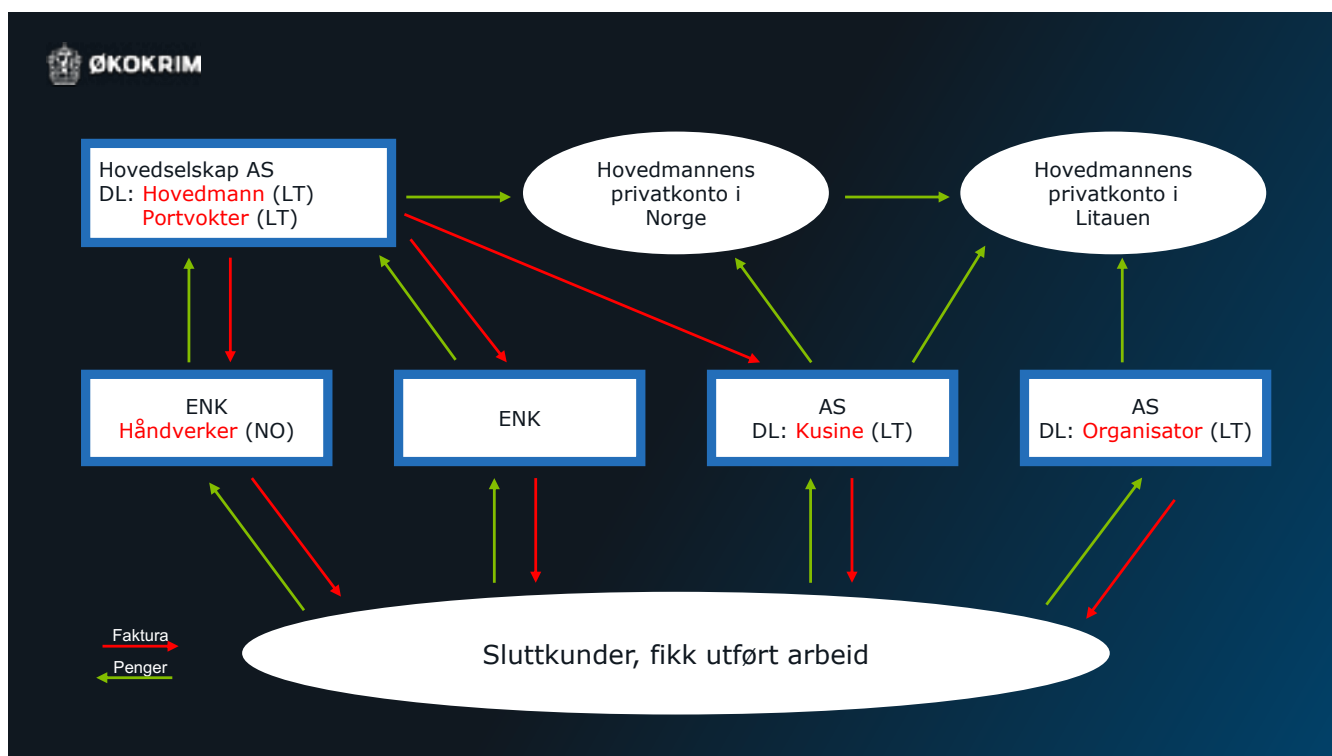 ØKOKRIM
Hovedselskap AS
DL: Hovedmann (LT)
Portvokter (LT)
Hovedmannens
privatkonto i
Norge
Hovedmannens
privatkonto i
Litauen
ENK
Håndverker (NO)
ENK
AS
DL: Kusine (LT)
AS
DL: Organisator (LT)
Faktura
Penger
Sluttkunder, fikk utført arbeid